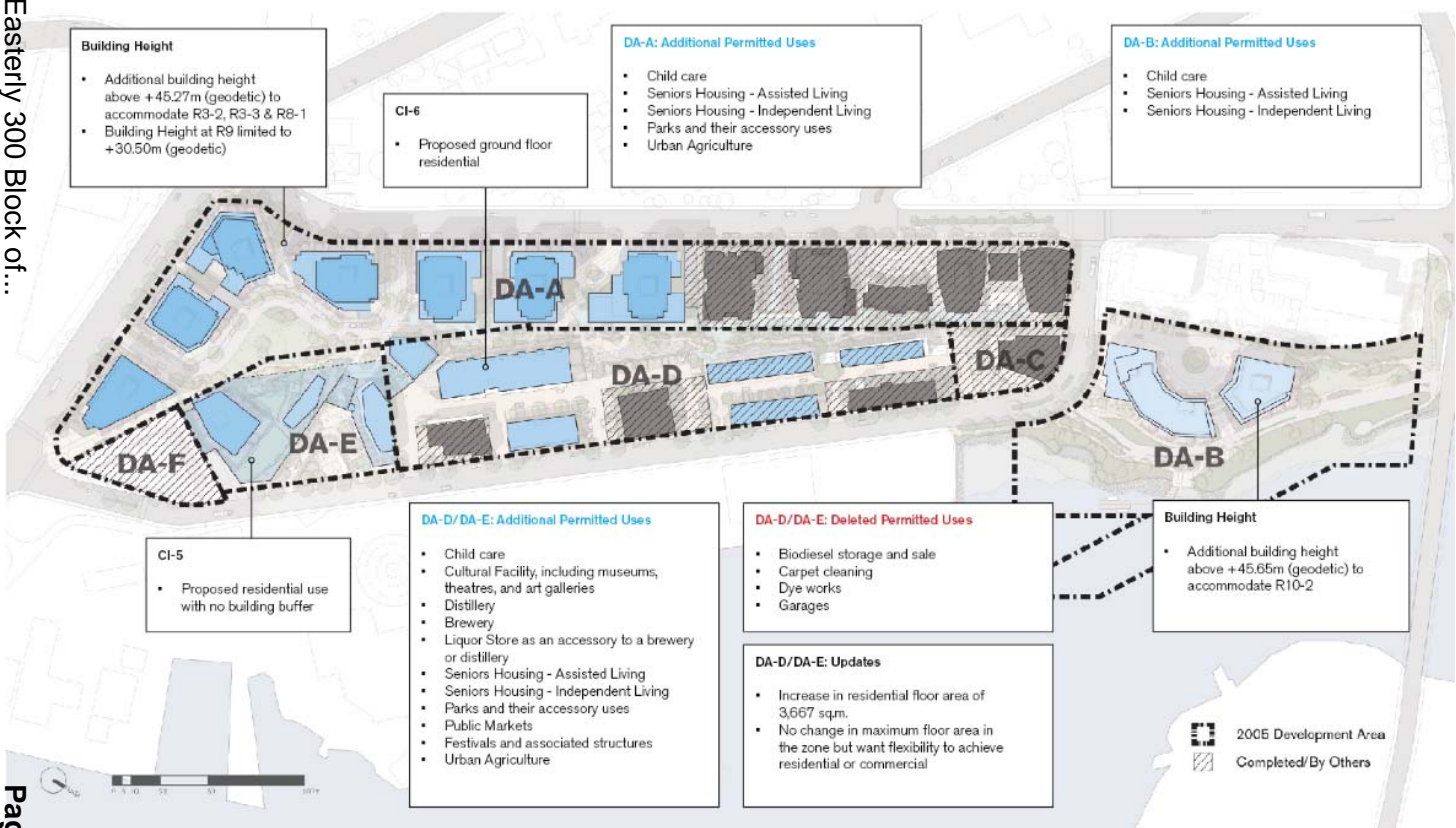 Easterly 300 Block of...
Building Height
▪ Additional building height
above +45.27m (geodetic) to
accommodate R3-2, R3-3 & R8-1
▪ Building Height at R9 limited to
+30.50m (geodetic)
CI-6
▪ Proposed ground floor
residential
DA-A: Additional Permitted Uses
▪ Child care
▪ Seniors Housing - Assisted Living
▪ Seniors Housing - Independent Living
▪ Parks and their accessory uses
▪ Urban Agriculture
DA-B: Additional Permitted Uses
▪ Child care
▪ Seniors Housing - Assisted Living
▪ Seniors Housing - Independent Living
DA-A
DA-D
DA-C
DA-E
DA-F
DA-B
CI-5
▪ Proposed residential use
with no building buffer
DA-D/DA-E: Additional Permitted Uses
▪ Child care
▪ Cultural Facility, including museums,
theatres, and art galleries
▪ Distillery
▪ Brewery
▪ Liquor Store as an accessory to a brewery
or distillery
▪ Seniors Housing - Assisted Living
▪ Seniors Housing - Independent Living
▪ Parks and their accessory uses
▪ Public Markets
▪ Festivals and associated structures
▪ Urban Agriculture
DA-D/DA-E: Deleted Permitted Uses
▪ Biodiesel storage and sale
▪ Carpet cleaning
▪ Dye works
▪ Garages
DA-D/DA-E: Updates
▪ Increase in residential floor area of
3,667 sq.m.
▪ No change in maximum floor area in
the zone but want flexibility to achieve
residential or commercial
Building Height
▪ Additional building height
above +45.65m (geodetic) to
accommodate R10-2
2005 Development Area
Completed/By Others